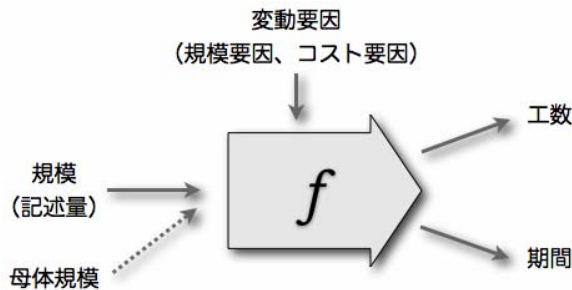 変動要因
（規模要因、コスト要因）
工数
規模
（記述量）
f
母体規模
期間